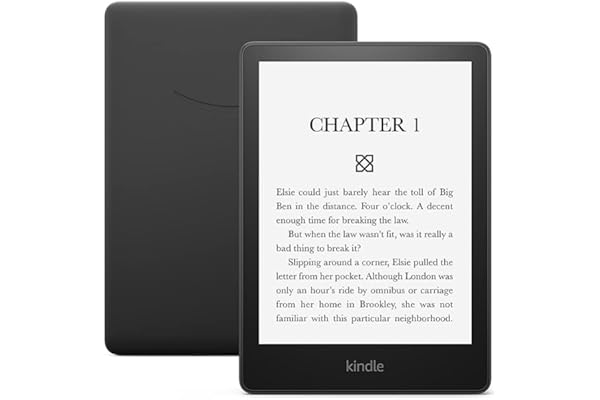 CHAPTER 1
Elsie could just barely hear the toll of Big
Ben in the distance. Four o'clock. A decent
enough time for breaking the law.
But when the law wasn't fit, was it really a
bad thing to break it?
Slipping around a corner, Elsie pulled the
letter from her pocket. Although London was
only an hour's ride by omnibus or carriage
from her home in Brookley, she was not
familiar with this particular neighborhood.
kindle